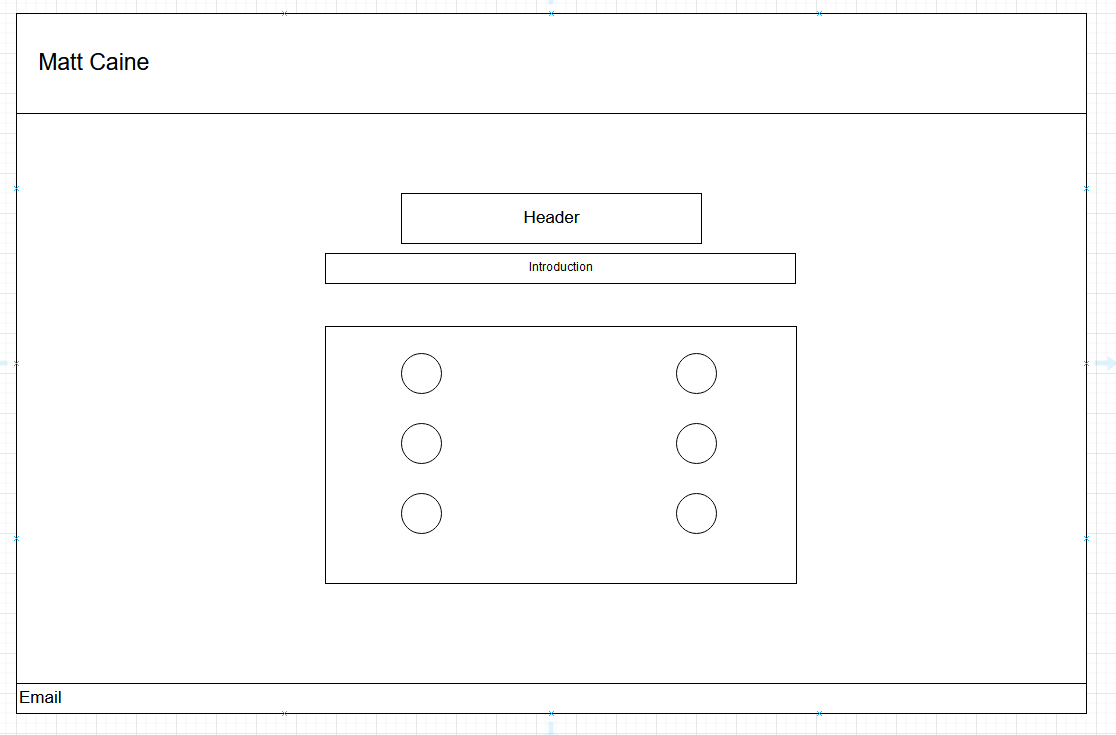 Matt Caine
Header
Introduction
Email